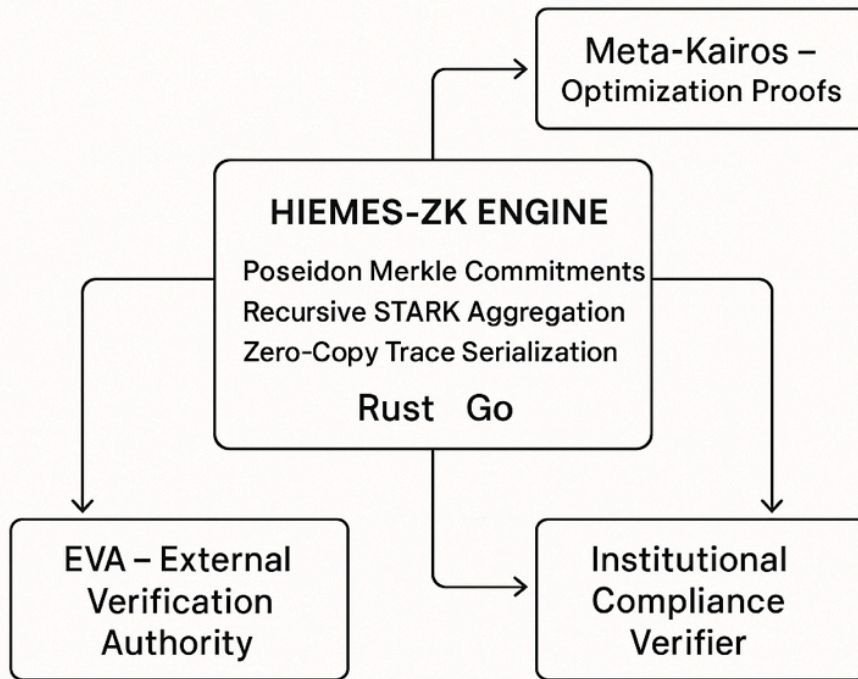 Meta-Kairos –
Optimization Proofs
HIEMES-ZK ENGINE
Poseidon Merkle Commitments
Recursive STARK Aggregation
Zero-Copy Trace Serialization
Rust Go
EVA – External
Verification
Authority
Institutional
Compliance
Verifier